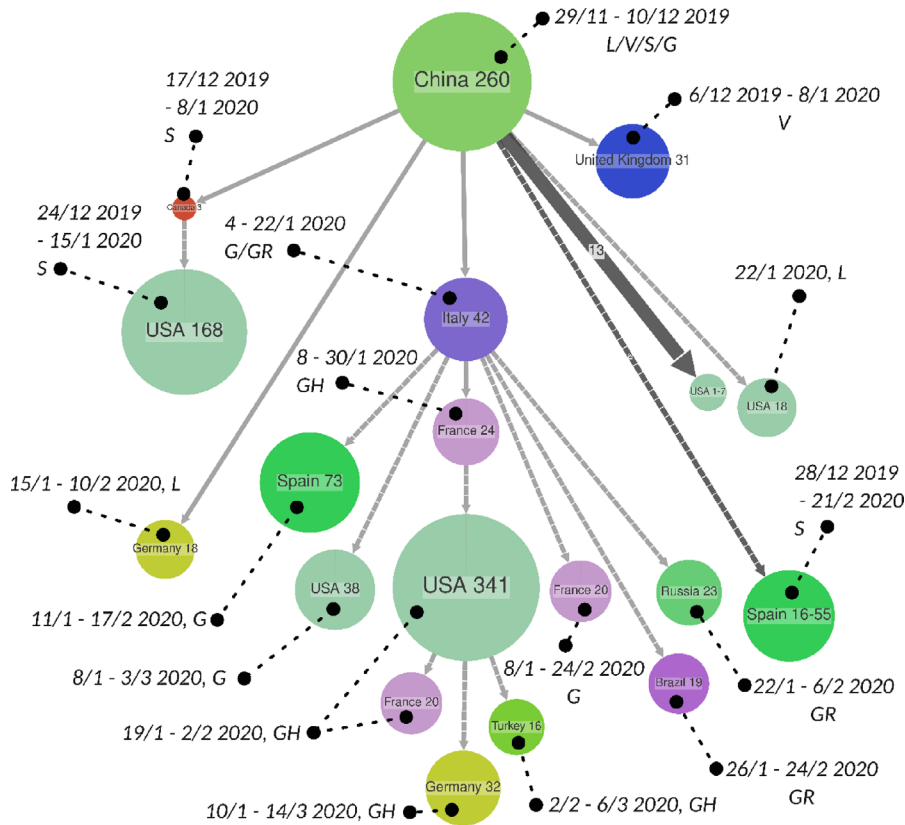 29/11 - 10/12 2019
L/V/S/G
China 260
17/12 2019
- 8/1 2020
S
6/12 2019 - 8/1 2020
V
United Kingdom 31
Canada 3
24/12 2019
- 15/1 2020
S
4 - 22/1 2020
G/GR
13
22/1 2020, L
USA 168
Italy 42
8 - 30/1 2020
GH
USA 1-7
USA 18
France 24
28/12 2019
- 21/2 2020
S
15/1 - 10/2 2020, L
Spain 73
Germany 18
USA 38
USA 341
France 20
Russia 23
Spain 16-55
11/1 - 17/2 2020, G
8/1 - 3/3 2020, G
8/1 - 24/2 2020
G
Brazil 19
22/1 - 6/2 2020
GR
France 20
19/1 - 2/2 2020, GH
Turkey 16
26/1 - 24/2 2020
GR
Germany 32
10/1 - 14/3 2020, GH
2/2 - 6/3 2020, GH